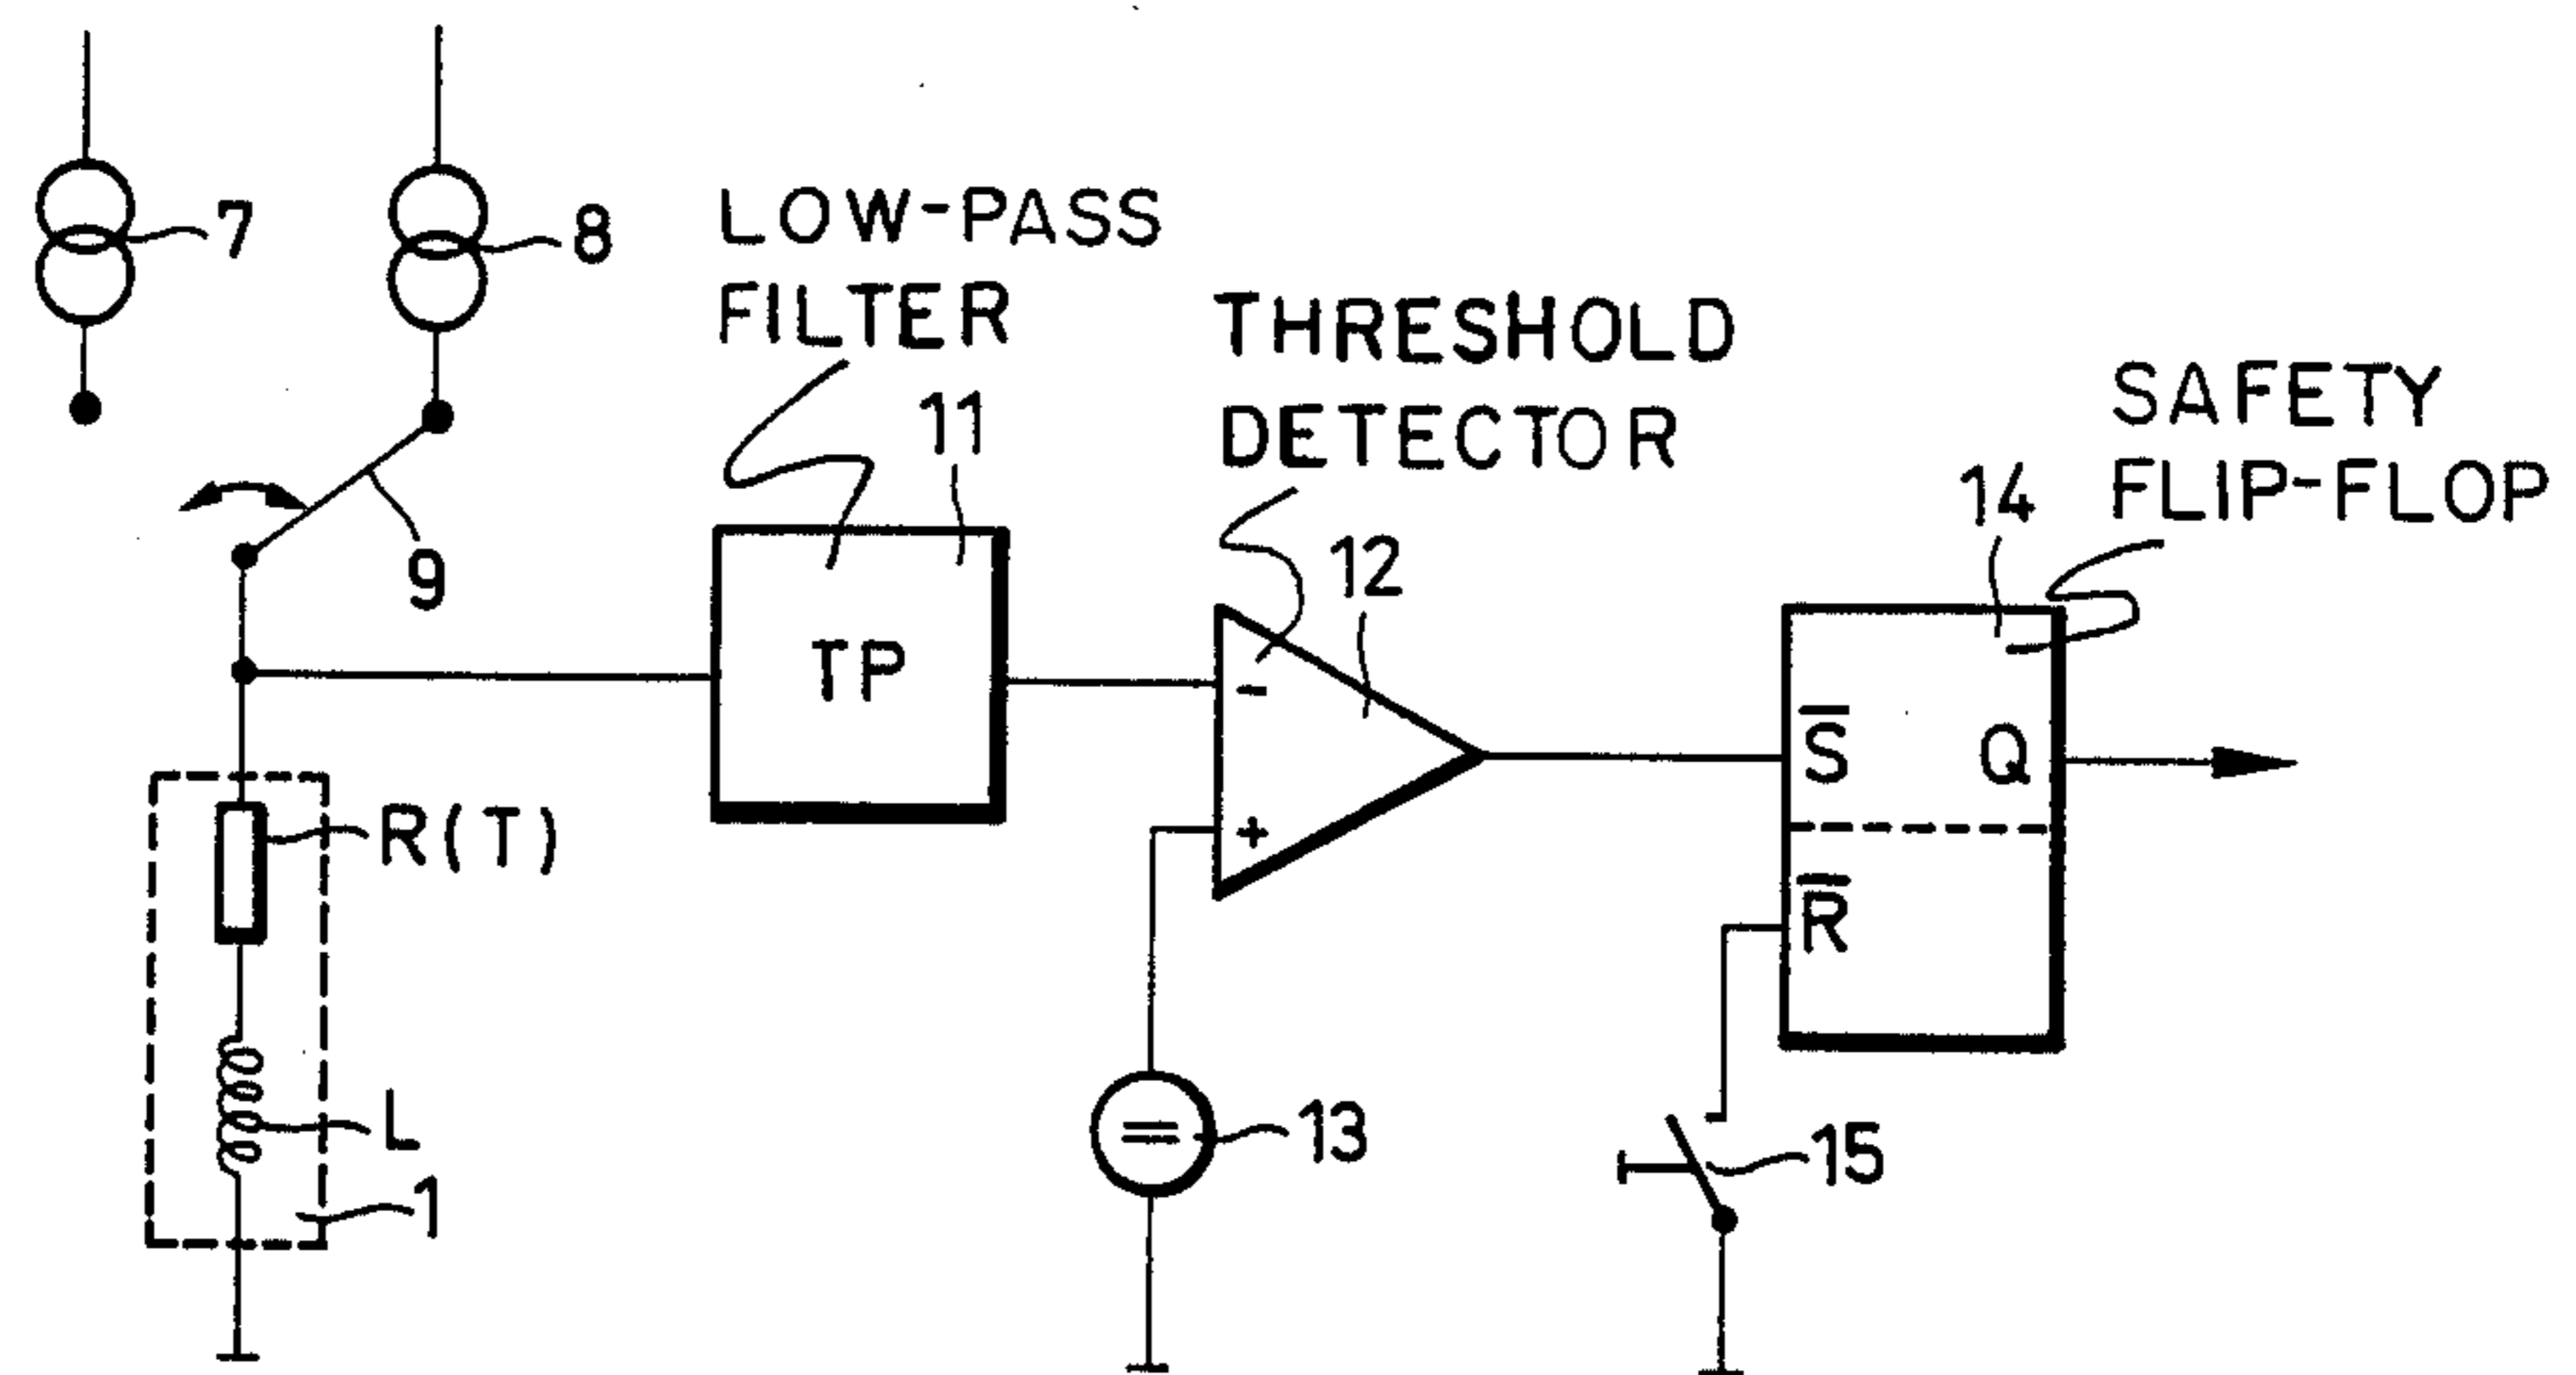 7
8
LOW-PASS
FILTER
11
THRESHOLD
DETECTOR
12
SAFETY
FLIP-FLOP
14
9
TP
-
+
S̅
Q
R̅
R(T)
L
1
=
13
15